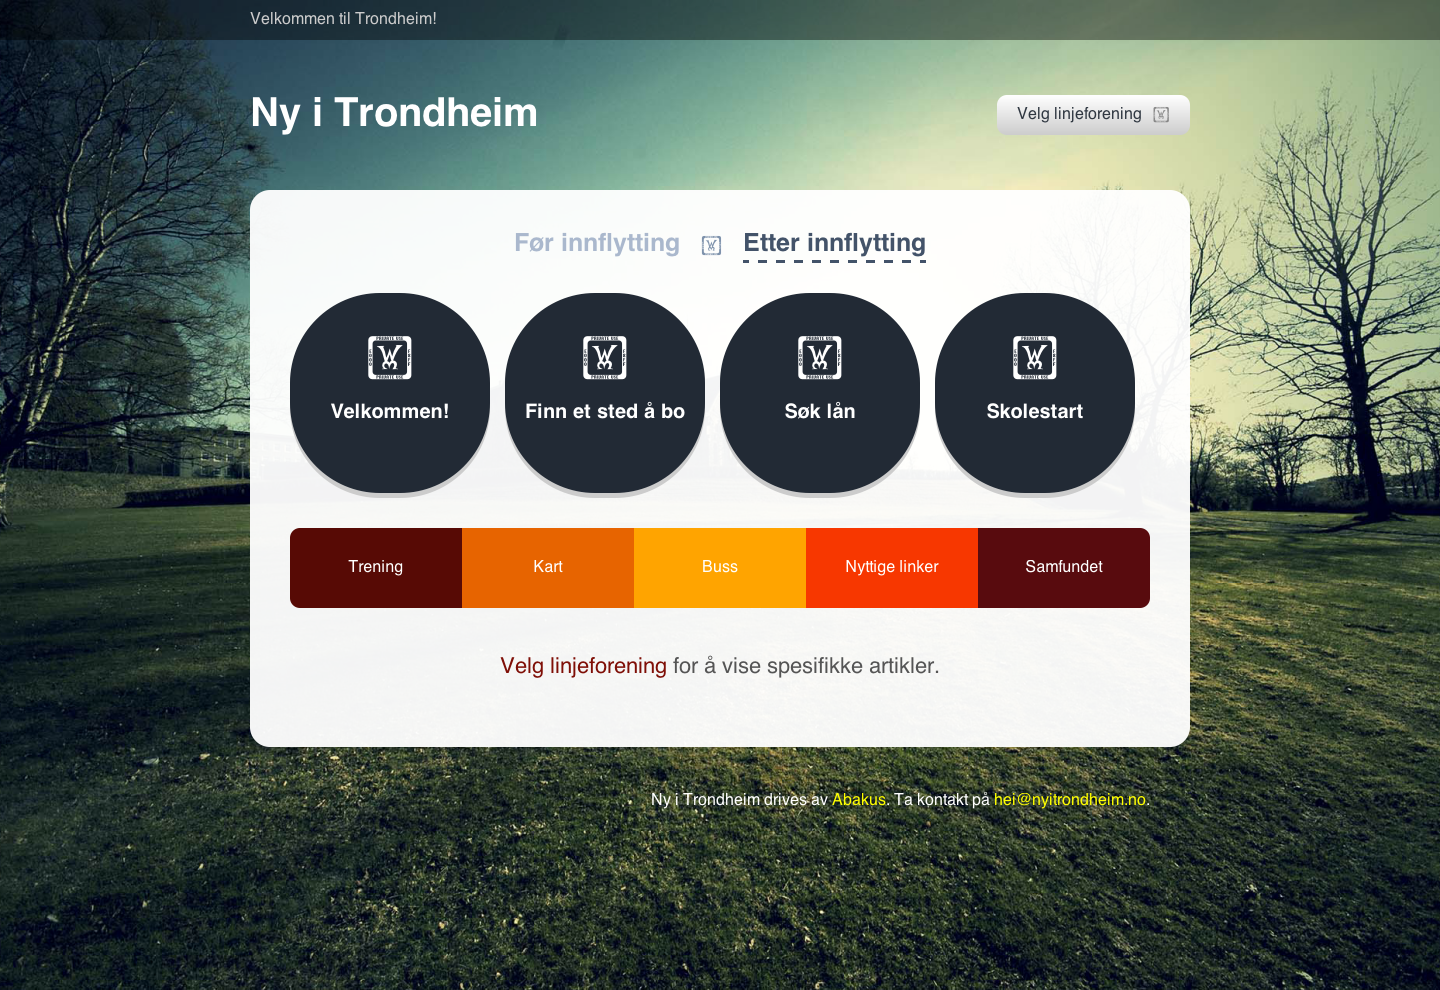 Velkommen til Trondheim!
Ny i Trondheim
Velg linjeforening
Før innflytting
Etter innflytting
Velkommen!
Finn et sted å bo
Søk lån
Skolestart
Trening
Kart
Buss
Nyttige linker
Samfundet
Velg linjeforening for å vise spesifikke artikler.
Ny i Trondheim drives av Abakus. Ta kontakt på hei@nyitrondheim.no.